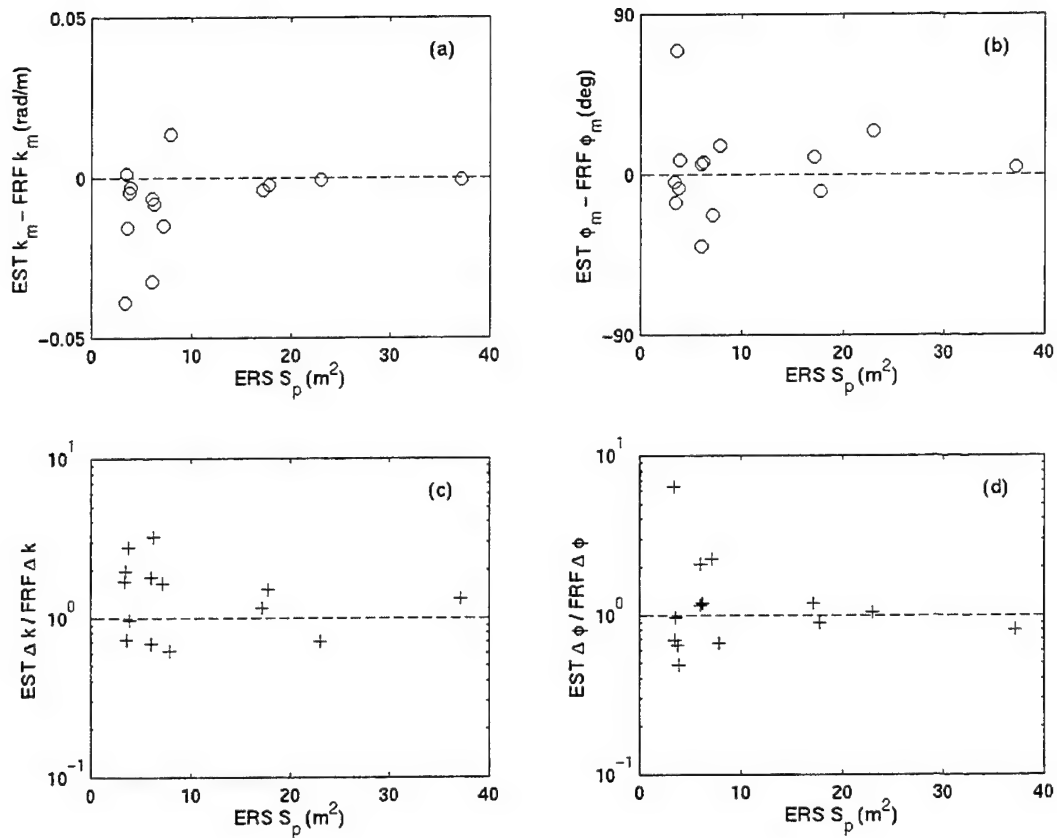 0.05
(a)
EST k_m − FRF k_m (rad/m)
0
−0.05
0 10 20 30 40
ERS S_p (m^2)
90
(b)
EST ϕ_m − FRF ϕ_m (deg)
0
−90
0 10 20 30 40
ERS S_p (m^2)
10^1
(c)
EST Δ k / FRF Δ k
10^0
10^-1
0 10 20 30 40
ERS S_p (m^2)
10^1
(d)
EST Δ ϕ / FRF Δ ϕ
10^0
10^-1
0 10 20 30 40
ERS S_p (m^2)